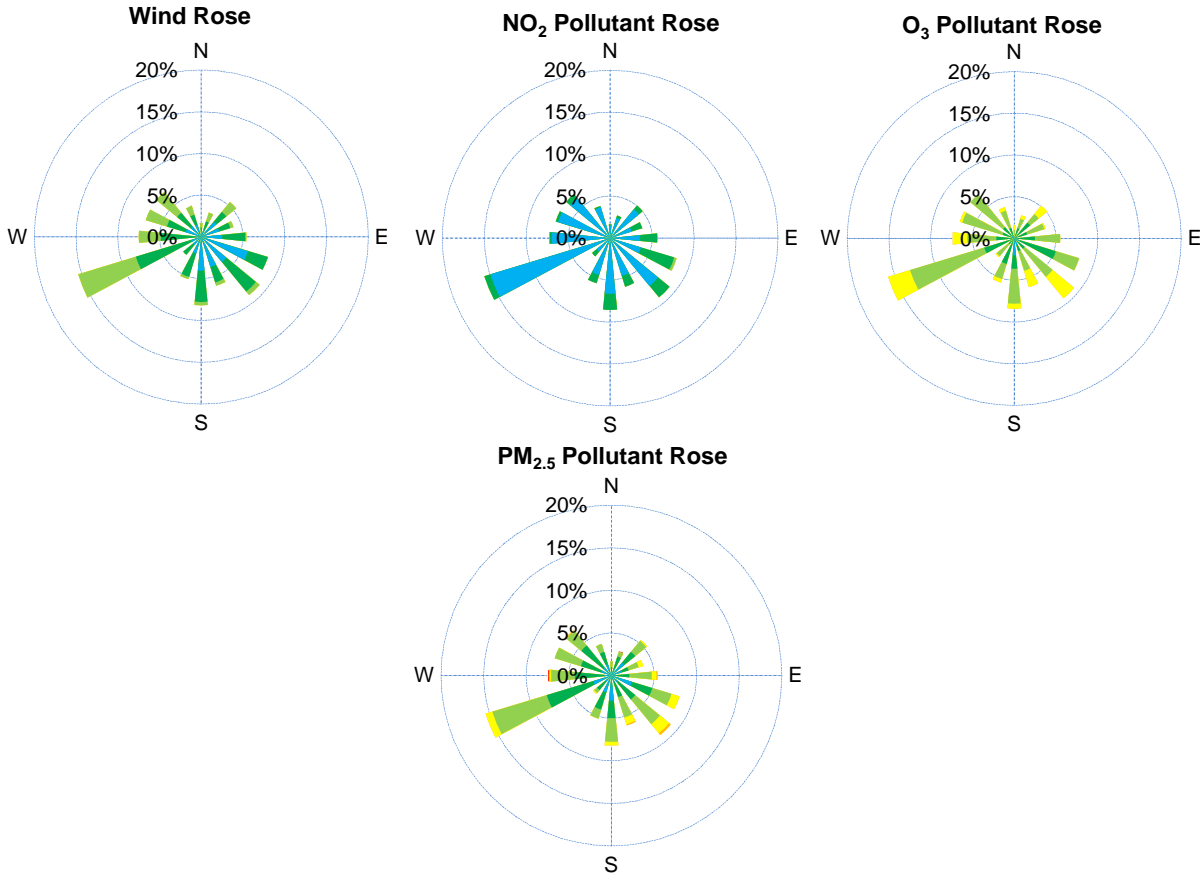 Wind Rose
N
20%
15%
10%
5%
0%
W
E
S
NO₂ Pollutant Rose
N
20%
15%
10%
5%
0%
W
E
S
O₃ Pollutant Rose
N
20%
15%
10%
5%
0%
W
E
S
PM₂.₅ Pollutant Rose
N
20%
15%
10%
5%
0%
W
E
S